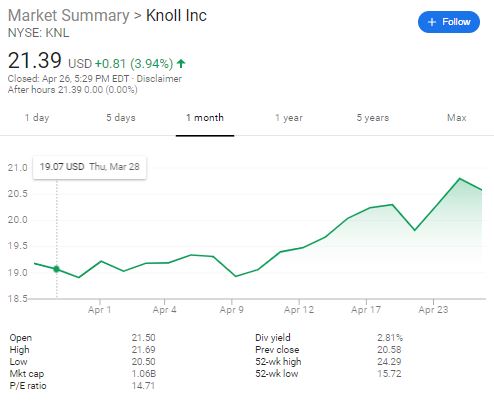 Market Summary > Knoll Inc
NYSE: KNL
Follow
21.39 USD +0.81 (3.94%)
Closed: Apr 26, 5:29 PM EDT · Disclaimer
After hours 21.39 0.00 (0.00%)
1 day 5 days 1 month 1 year 5 years Max
19.07 USD Thu, Mar 28
21.0
20.5
20.0
19.5
19.0
18.5
Apr 1 Apr 4 Apr 9 Apr 12 Apr 17 Apr 23
Open 21.50 Div yield 2.81%
High 21.69 Prev close 20.58
Low 20.50 52-wk high 24.29
Mkt cap 1.06B 52-wk low 15.72
P/E ratio 14.71